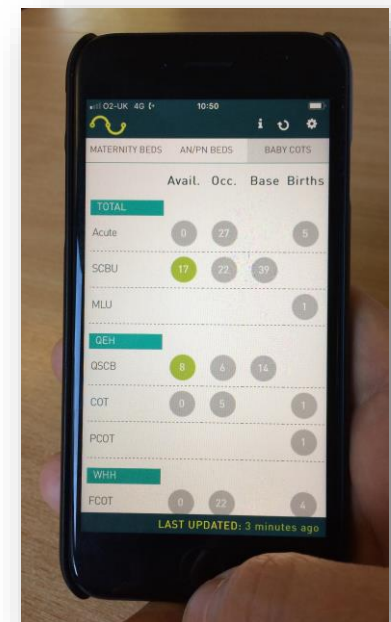 O2-UK 4G 10:50
i
MATERNITY BEDS AN/PN BEDS BABY COTS
Avail. Occ. Base Births
TOTAL
Acute 0 27 5
SCBU 17 22 39
MLU 1
QEH
QSCB 8 6 14
COT 0 5 1
PCOT 1
WHH
FCOT 0 22 4
LAST UPDATED: 3 minutes ago